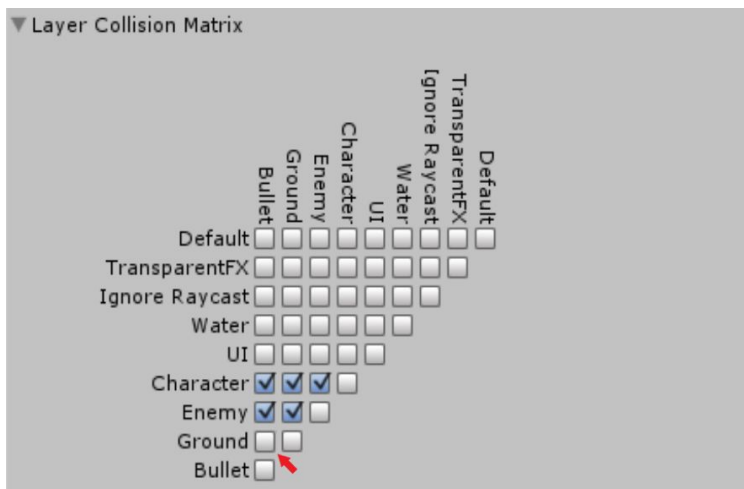 Layer Collision Matrix
Bullet
Ground
Enemy
Character
UI
Water
Ignore Raycast
TransparentFX
Default
Default
TransparentFX
Ignore Raycast
Water
UI
Character
Enemy
Ground
Bullet